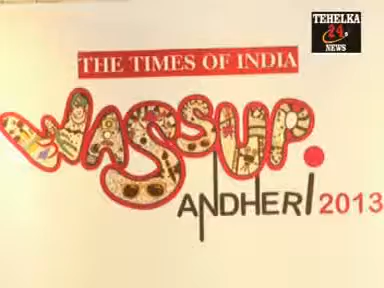 TEHELKA
24
NEWS
THE TIMES OF INDIA
WASSUP
ANDHERI 2013